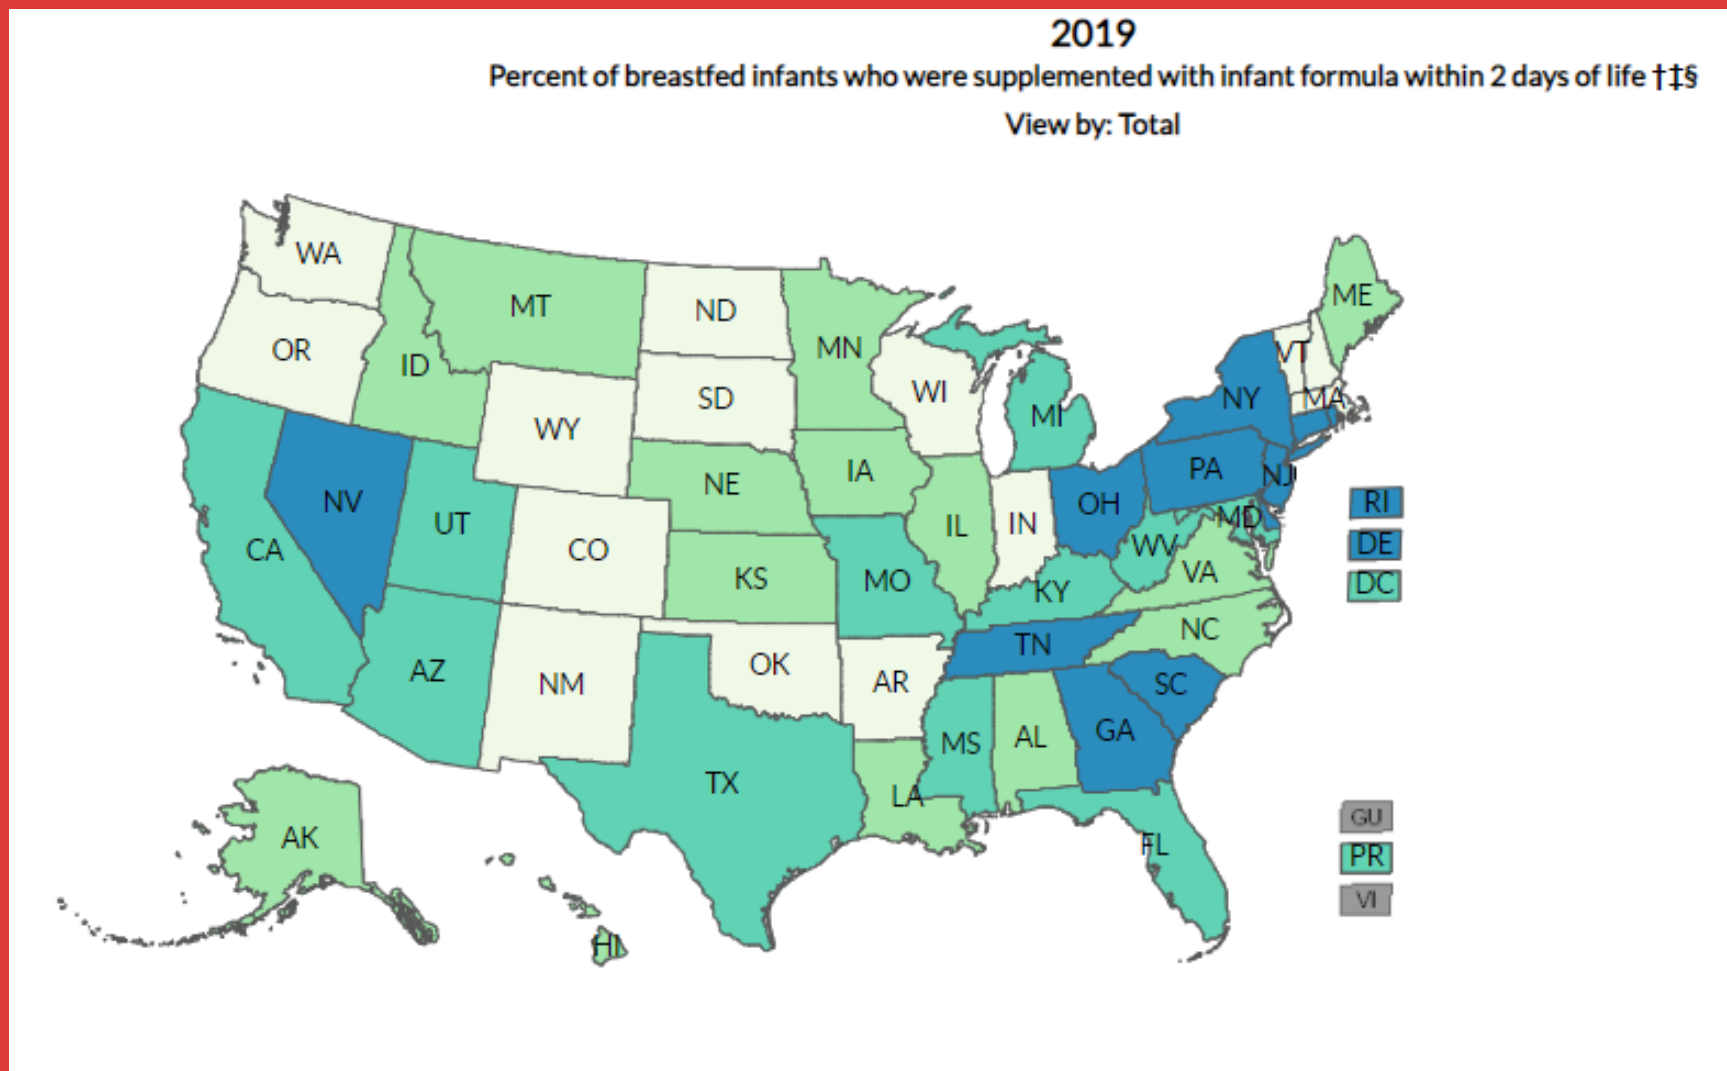 2019
Percent of breastfed infants who were supplemented with infant formula within 2 days of life †‡§
View by: Total
WA
MT
ND
ME
OR
ID
MN
VT
SD
WI
NY
MA
WY
MI
NE
IA
PA
NJ
NV
OH
RI
UT
IL
IN
MD
CA
CO
WV
DE
KS
MO
KY
VA
DC
NC
AZ
OK
TN
NM
AR
SC
MS
AL
GA
TX
LA
GU
AK
FL
PR
VI
HI